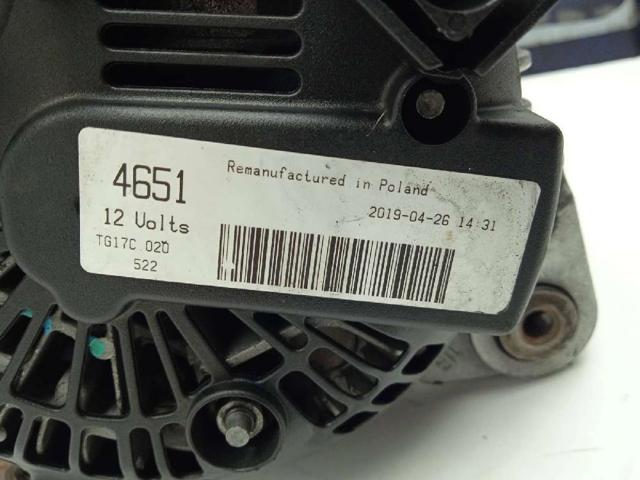 4651
Remanufactured in Poland
12 Volts
2019-04-26 14:31
TG17C 020
522